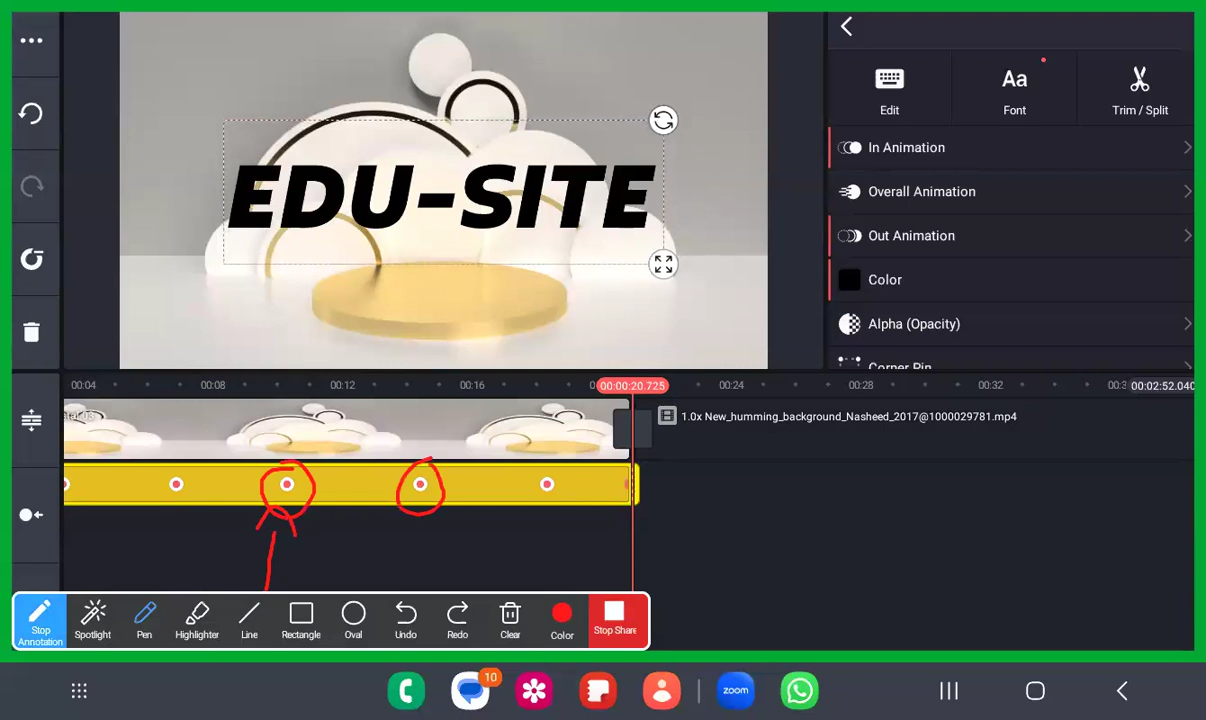 Edit
Font
Trim / Split
In Animation
Overall Animation
Out Animation
Color
Alpha (Opacity)
Corner Pin
Aa
EDU-SITE
00:04
00:08
00:12
00:16
00:00:20.725
00:24
00:28
00:32
00:02:52.040
1.0x New_humming_background_Nasheed_2017@1000029781.mp4
Stop Annotation
Spotlight
Pen
Highlighter
Line
Rectangle
Oval
Undo
Redo
Clear
Color
Stop Share
10
zoom